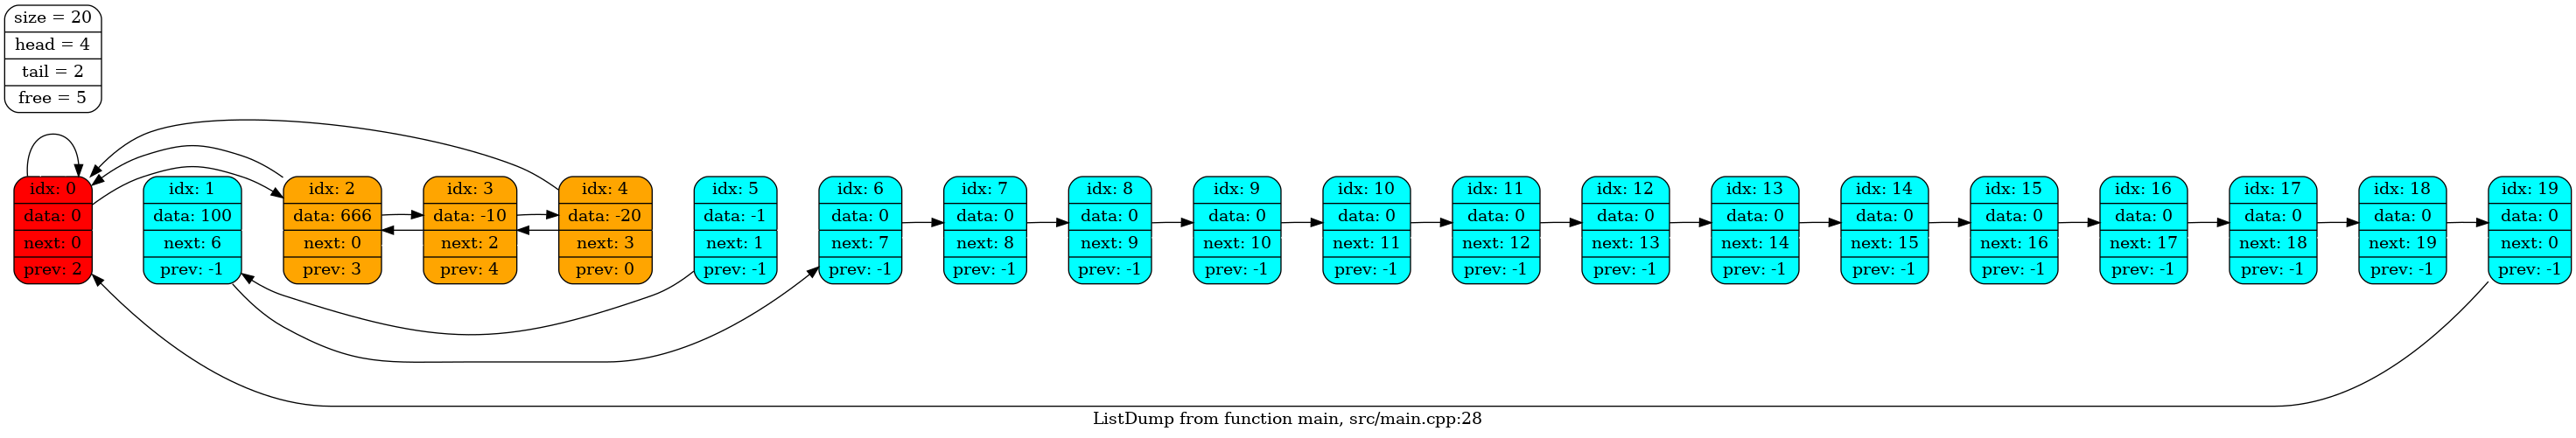 size = 20
head = 4
tail = 2
free = 5
idx: 0
data: 0
next: 0
prev: 2
idx: 1
data: 100
next: 6
prev: -1
idx: 2
data: 666
next: 0
prev: 3
idx: 3
data: -10
next: 2
prev: 4
idx: 4
data: -20
next: 3
prev: 0
idx: 5
data: -1
next: 1
prev: -1
idx: 6
data: 0
next: 7
prev: -1
idx: 7
data: 0
next: 8
prev: -1
idx: 8
data: 0
next: 9
prev: -1
idx: 9
data: 0
next: 10
prev: -1
idx: 10
data: 0
next: 11
prev: -1
idx: 11
data: 0
next: 12
prev: -1
idx: 12
data: 0
next: 13
prev: -1
idx: 13
data: 0
next: 14
prev: -1
idx: 14
data: 0
next: 15
prev: -1
idx: 15
data: 0
next: 16
prev: -1
idx: 16
data: 0
next: 17
prev: -1
idx: 17
data: 0
next: 18
prev: -1
idx: 18
data: 0
next: 19
prev: -1
idx: 19
data: 0
next: 0
prev: -1
ListDump from function main, src/main.cpp:28